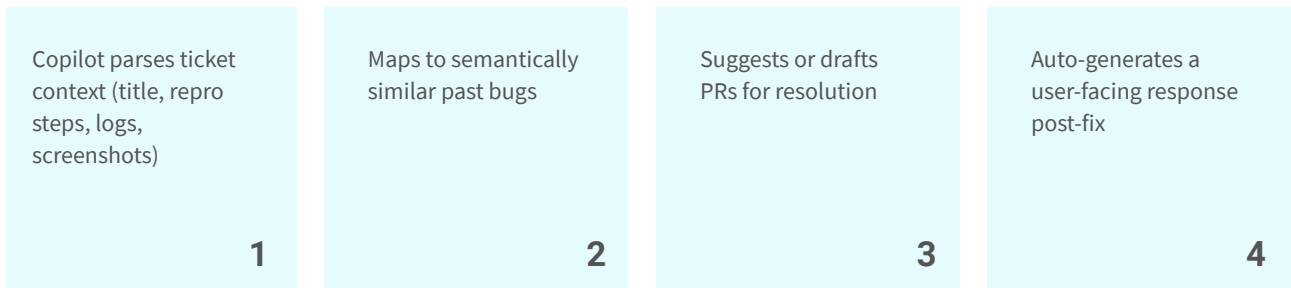 Copilot parses ticket
context (title, repro
steps, logs,
screenshots)
1
Maps to semantically
similar past bugs
2
Suggests or drafts
PRs for resolution
3
Auto-generates a
user-facing response
post-fix
4